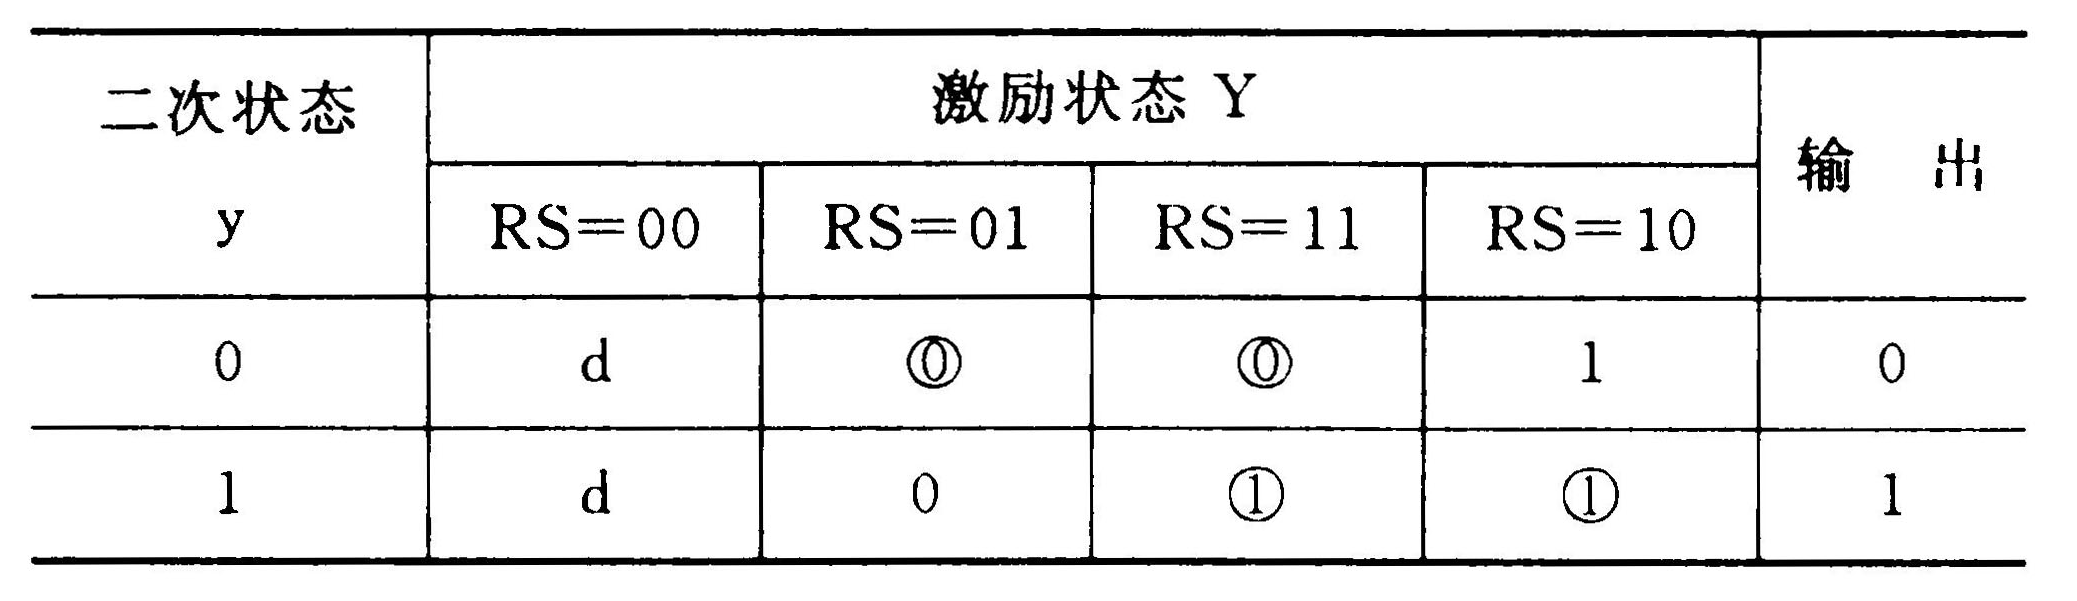 二次状态 y 激励状态 Y 输 出
RS=00 RS=01 RS=11 RS=10
0 d ⓪ ⓪ 1 0
1 d 0 ① ① 1